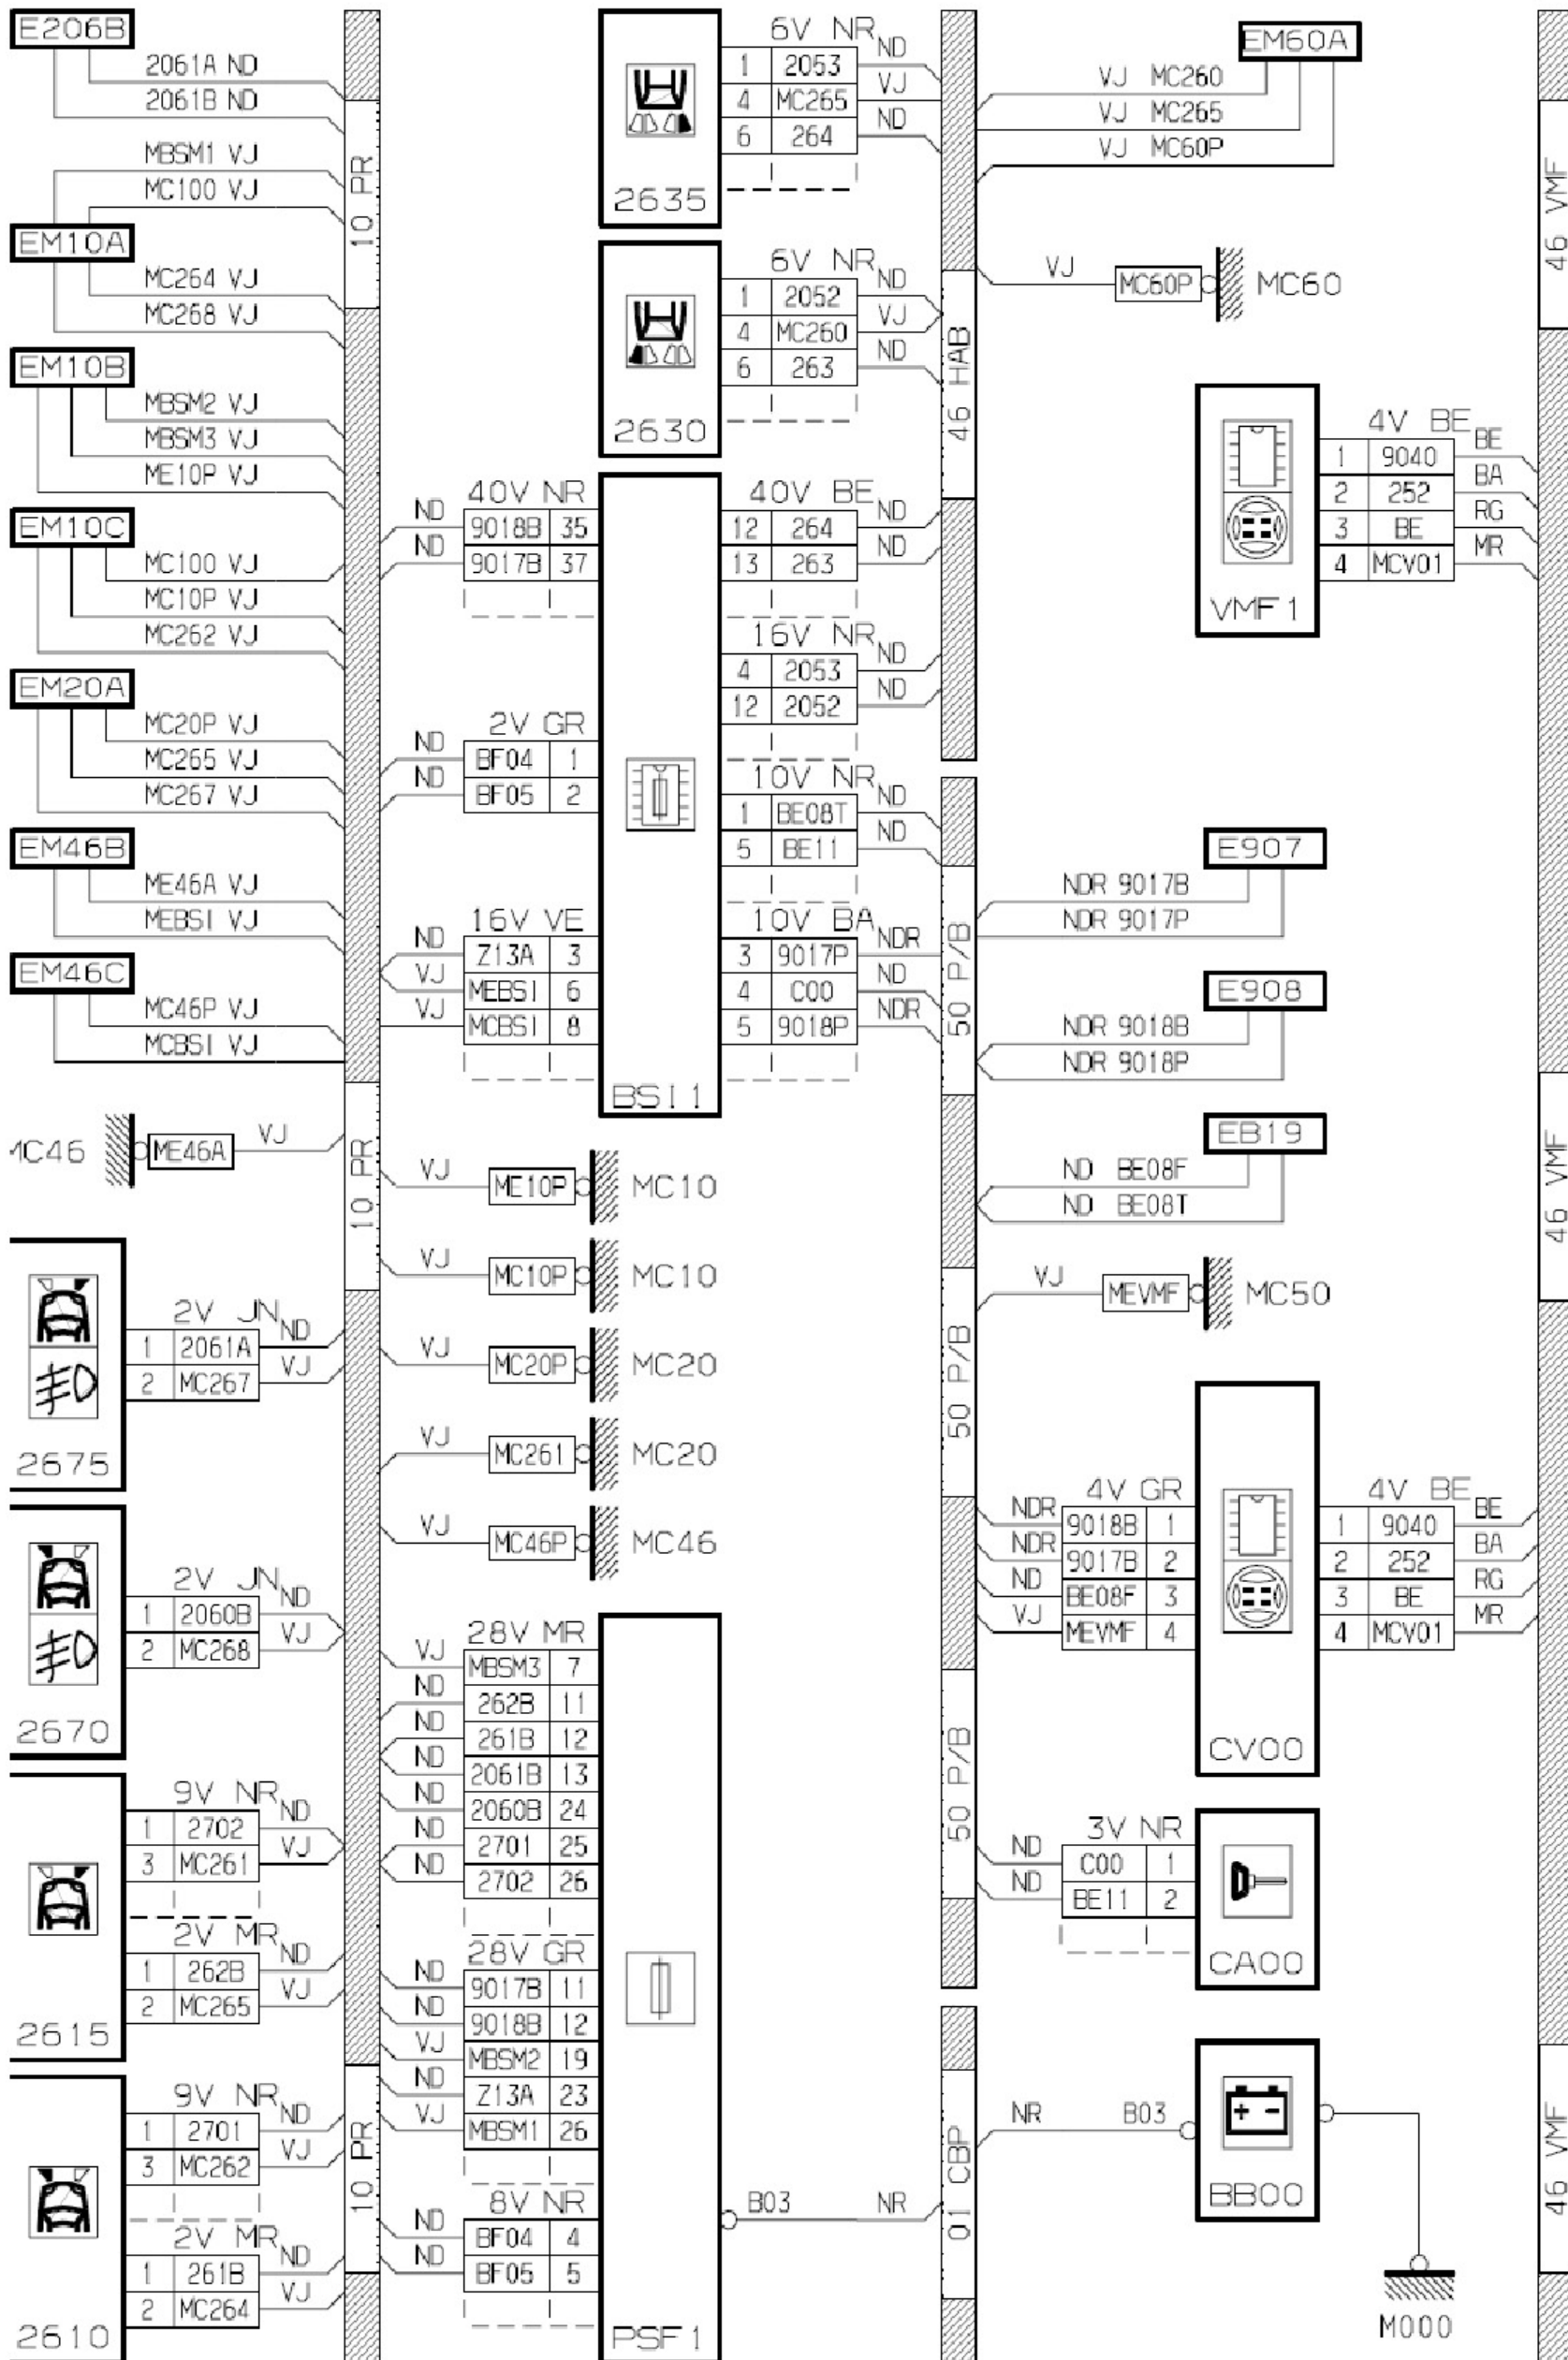 E206B
2061A ND
2061B ND
MBSM1 VJ
MC100 VJ
EM10A
MC264 VJ
MC268 VJ
EM10B
MBSM2 VJ
MBSM3 VJ
ME10P VJ
EM10C
MC100 VJ
MC10P VJ
MC262 VJ
EM20A
MC20P VJ
MC265 VJ
MC267 VJ
EM46B
ME46A VJ
MEBSI VJ
EM46C
MC46P VJ
MCBSI VJ
MC46 ME46A VJ
2V JN
1 2061A ND
2 MC267 VJ
2675
2V JN
1 2060B ND
2 MC268 VJ
2670
9V NR
1 2702 ND
3 MC261 VJ
2V MR
1 262B ND
2 MC265 VJ
2615
9V NR
1 2701 ND
3 MC262 VJ
2V MR
1 261B ND
2 MC264 VJ
2610
10 PR
10 PR
10 PR
6V NR
1 2053 ND
4 MC265 VJ
6 264 ND
2635
6V NR
1 2052 ND
4 MC260 VJ
6 263 ND
2630
40V NR
ND 9018B 35
ND 9017B 37
2V GR
ND BF04 1
ND BF05 2
16V VE
ND Z13A 3
VJ MEBSI 6
VJ MCBSI 8
40V BE
12 264 ND
13 263 ND
16V NR
4 2053 ND
12 2052 ND
10V NR
1 BE08T ND
5 BE11 ND
10V BA
3 9017P NDR
4 C00 ND
5 9018P NDR
BSI1
VJ ME10P MC10
VJ MC10P MC10
VJ MC20P MC20
VJ MC261 MC20
VJ MC46P MC46
28V MR
VJ MBSM3 7
ND 262B 11
ND 261B 12
ND 2061B 13
ND 2060B 24
ND 2701 25
ND 2702 26
28V GR
ND 9017B 11
ND 9018B 12
VJ MBSM2 19
ND Z13A 23
VJ MBSM1 26
8V NR
ND BF04 4
ND BF05 5
PSF1
B03 NR
46 HAB
50 P/B
50 P/B
50 P/B
01 CBP
EM60A
VJ MC260
VJ MC265
VJ MC60P
VJ MC60P MC60
4V BE
1 9040 BE
2 252 BA
3 BE RG
4 MCV01 MR
VMF1
E907
NDR 9017B
NDR 9017P
E908
NDR 9018B
NDR 9018P
EB19
ND BE08F
ND BE08T
VJ MEVMF MC50
4V GR
NDR 9018B 1
NDR 9017B 2
ND BE08F 3
VJ MEVMF 4
4V BE
1 9040 BE
2 252 BA
3 BE RG
4 MCV01 MR
CV00
3V NR
ND C00 1
ND BE11 2
CA00
NR B03
+ -
BB00
M000
46 VMF
46 VMF
46 VMF